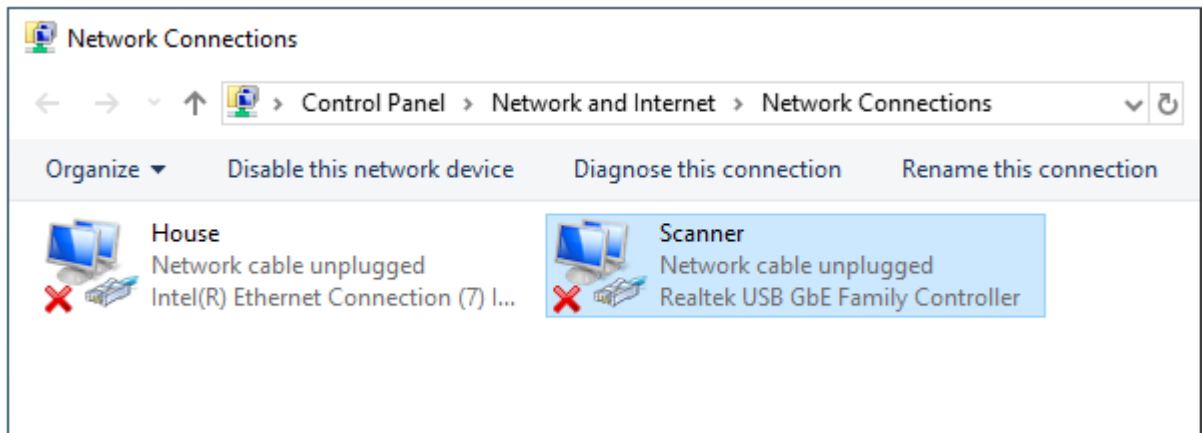 Network Connections
Control Panel > Network and Internet > Network Connections
Organize Disable this network device Diagnose this connection Rename this connection
House
Network cable unplugged
Intel(R) Ethernet Connection (7) I...
Scanner
Network cable unplugged
Realtek USB GbE Family Controller